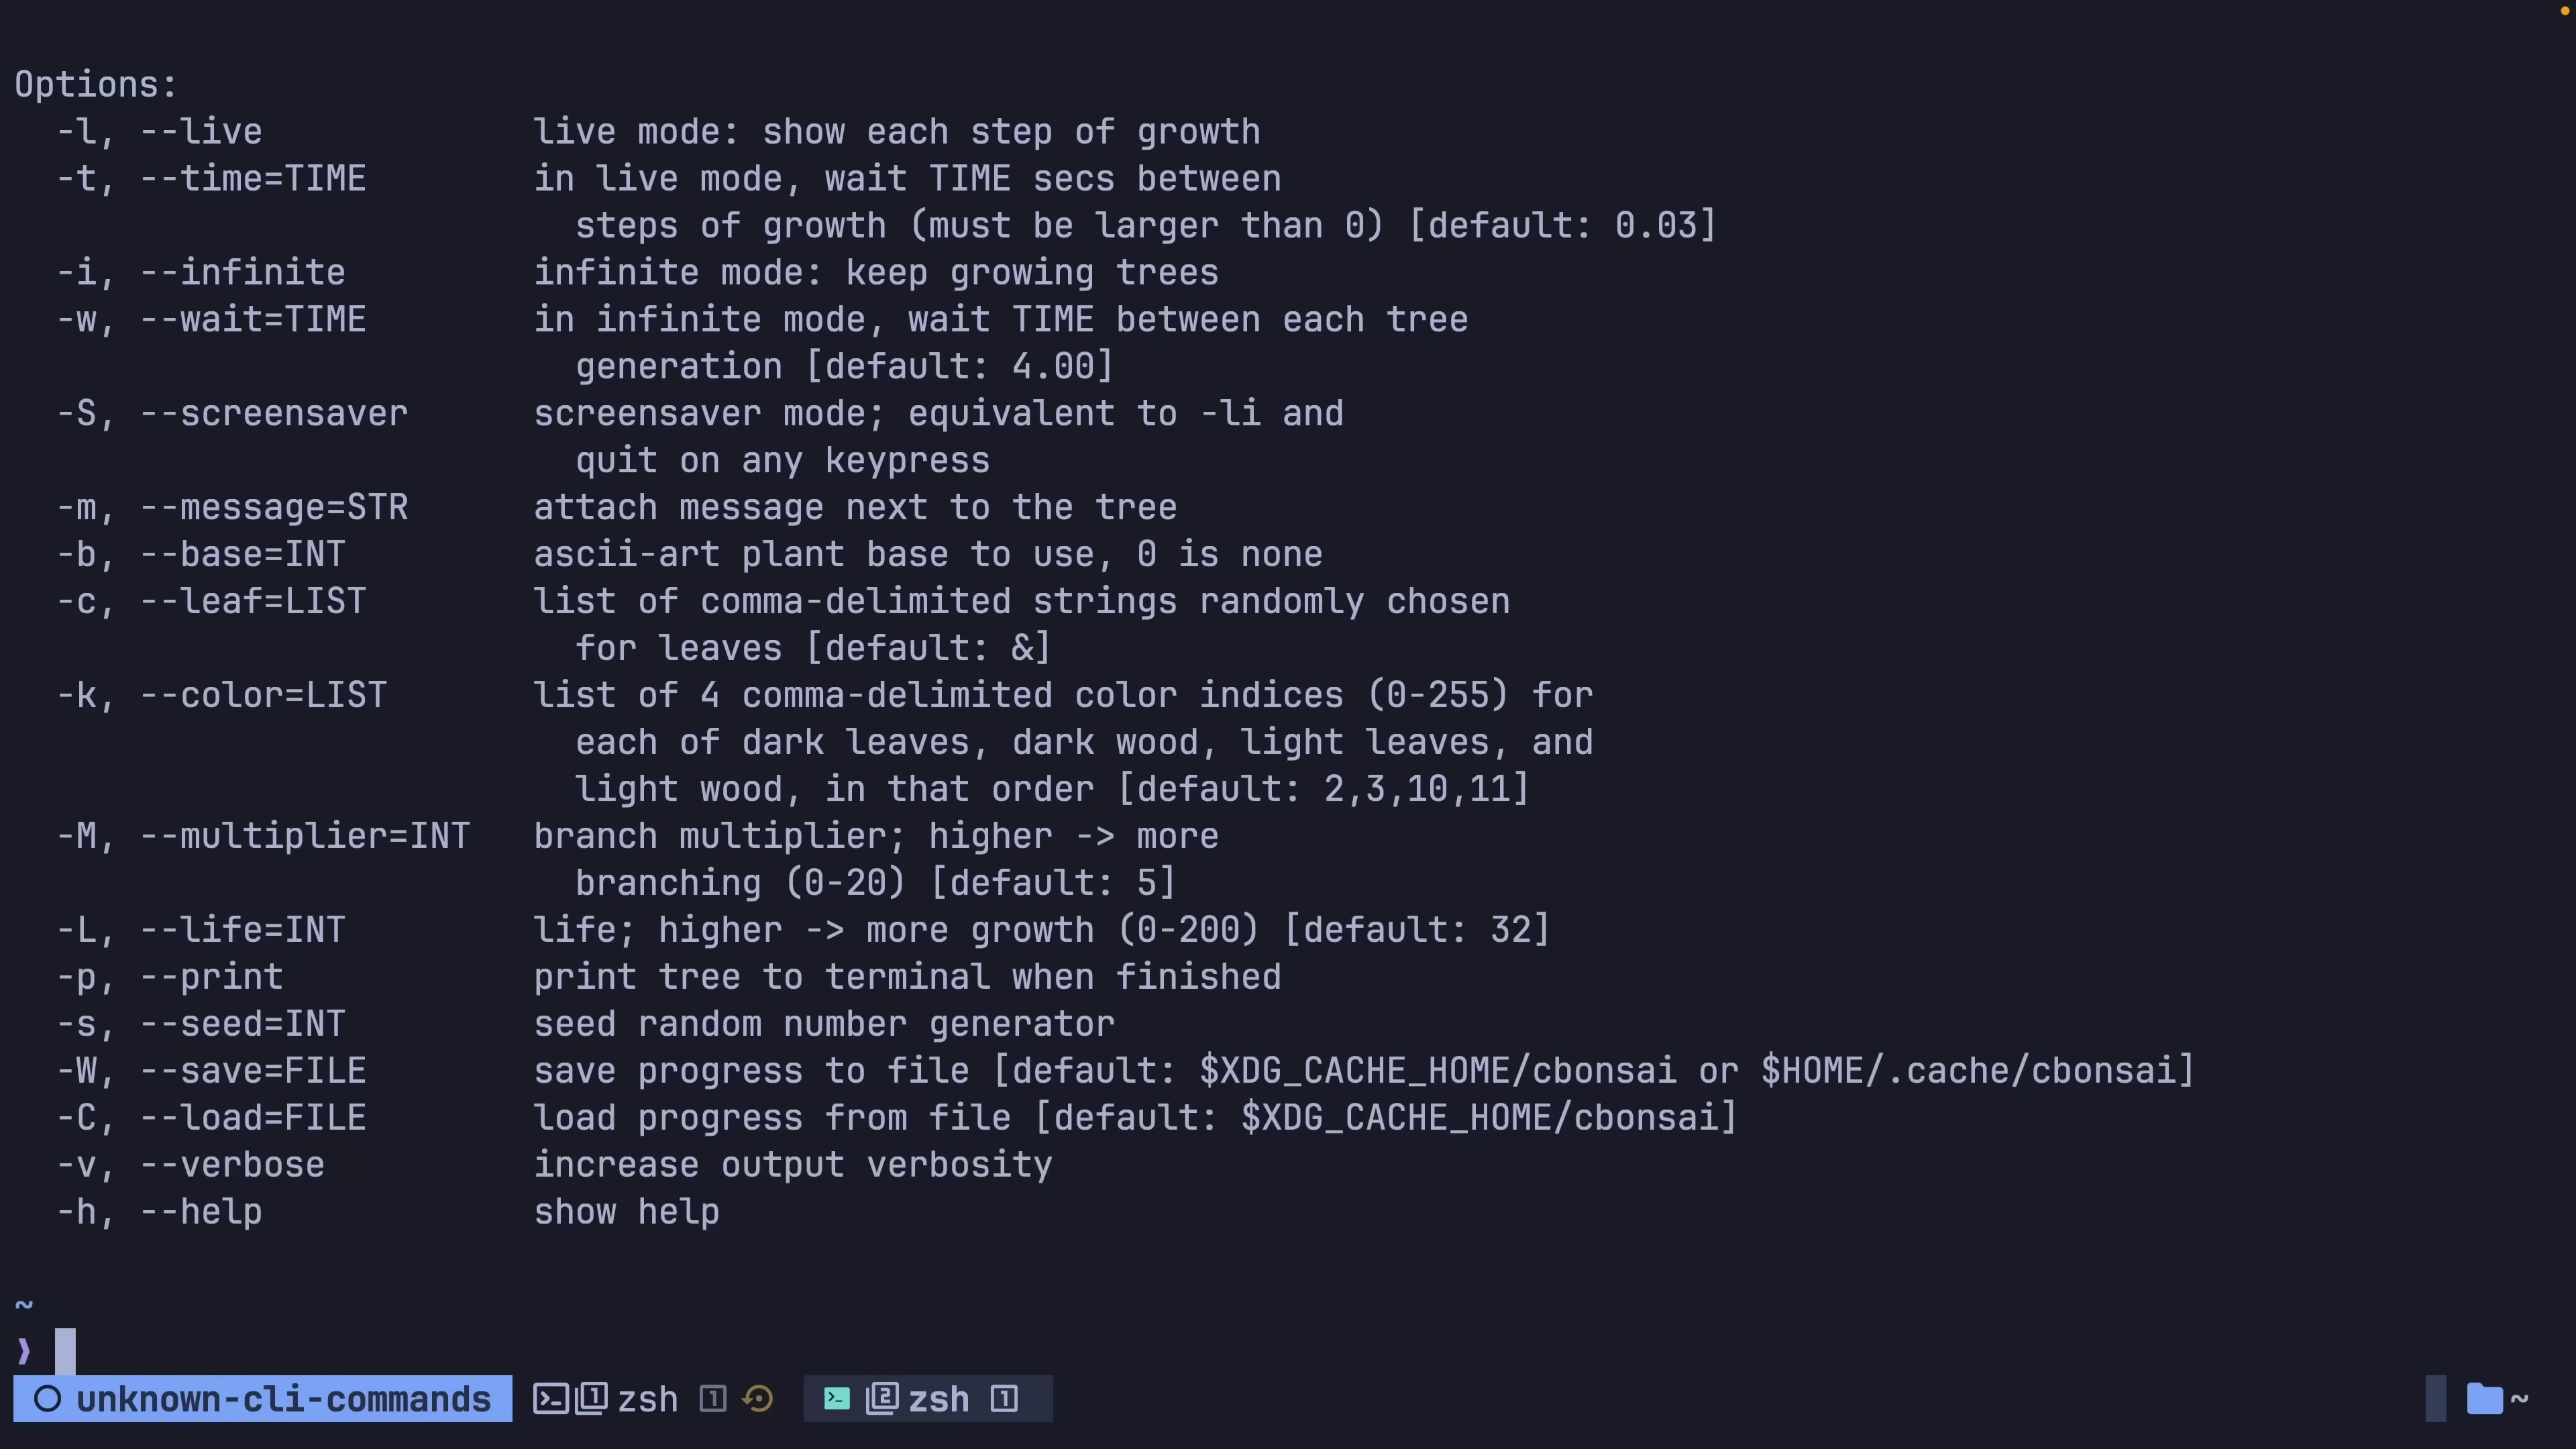 Options:
  -l, --live             live mode: show each step of growth
  -t, --time=TIME        in live mode, wait TIME secs between
                           steps of growth (must be larger than 0) [default: 0.03]
  -i, --infinite         infinite mode: keep growing trees
  -w, --wait=TIME        in infinite mode, wait TIME between each tree
                           generation [default: 4.00]
  -S, --screensaver      screensaver mode; equivalent to -li and
                           quit on any keypress
  -m, --message=STR      attach message next to the tree
  -b, --base=INT         ascii-art plant base to use, 0 is none
  -c, --leaf=LIST        list of comma-delimited strings randomly chosen
                           for leaves [default: &]
  -k, --color=LIST       list of 4 comma-delimited color indices (0-255) for
                           each of dark leaves, dark wood, light leaves, and
                           light wood, in that order [default: 2,3,10,11]
  -M, --multiplier=INT   branch multiplier; higher -> more
                           branching (0-20) [default: 5]
  -L, --life=INT         life; higher -> more growth (0-200) [default: 32]
  -p, --print            print tree to terminal when finished
  -s, --seed=INT         seed random number generator
  -W, --save=FILE        save progress to file [default: $XDG_CACHE_HOME/cbonsai or $HOME/.cache/cbonsai]
  -C, --load=FILE        load progress from file [default: $XDG_CACHE_HOME/cbonsai]
  -v, --verbose          increase output verbosity
  -h, --help             show help
~
❯
unknown-cli-commands 1 zsh 1 2 zsh 1 ~